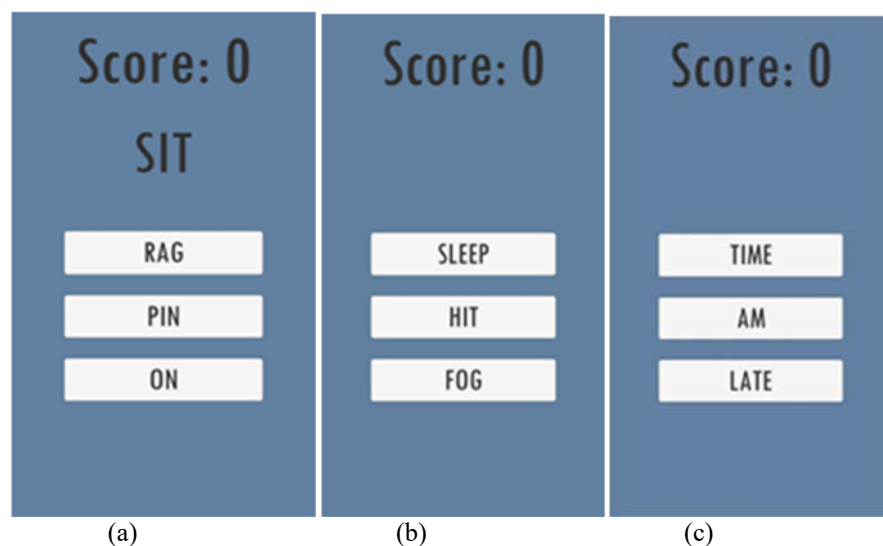 Score: 0
SIT
RAG
PIN
ON
(a)
Score: 0
SLEEP
HIT
FOG
(b)
Score: 0
TIME
AM
LATE
(c)